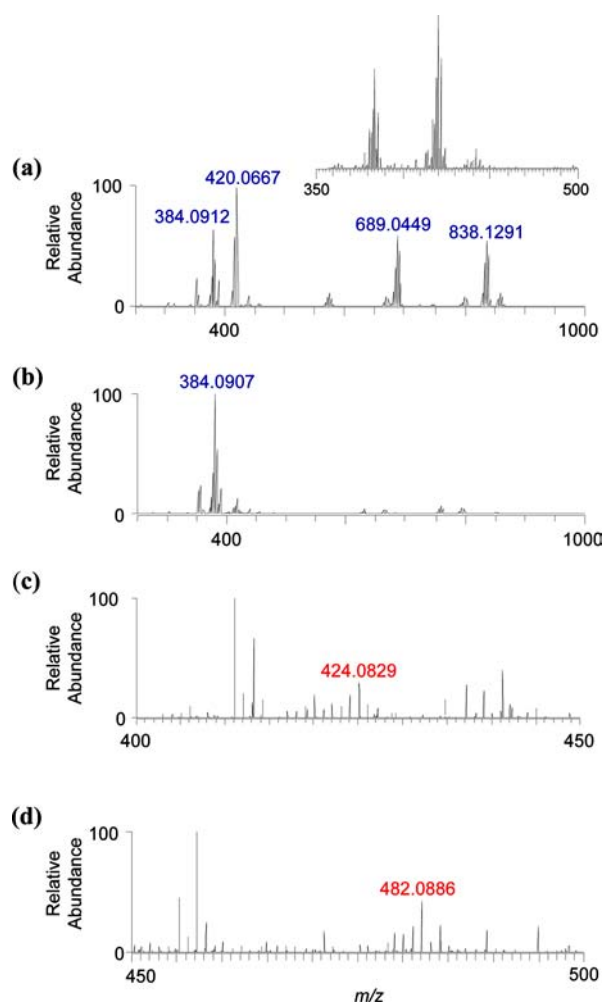 350
500
(a)
100
Relative
Abundance
0
384.0912
420.0667
689.0449
838.1291
400
1000
(b)
100
Relative
Abundance
0
384.0907
400
1000
(c)
100
Relative
Abundance
0
424.0829
400
450
(d)
100
Relative
Abundance
0
482.0886
450
m/z
500